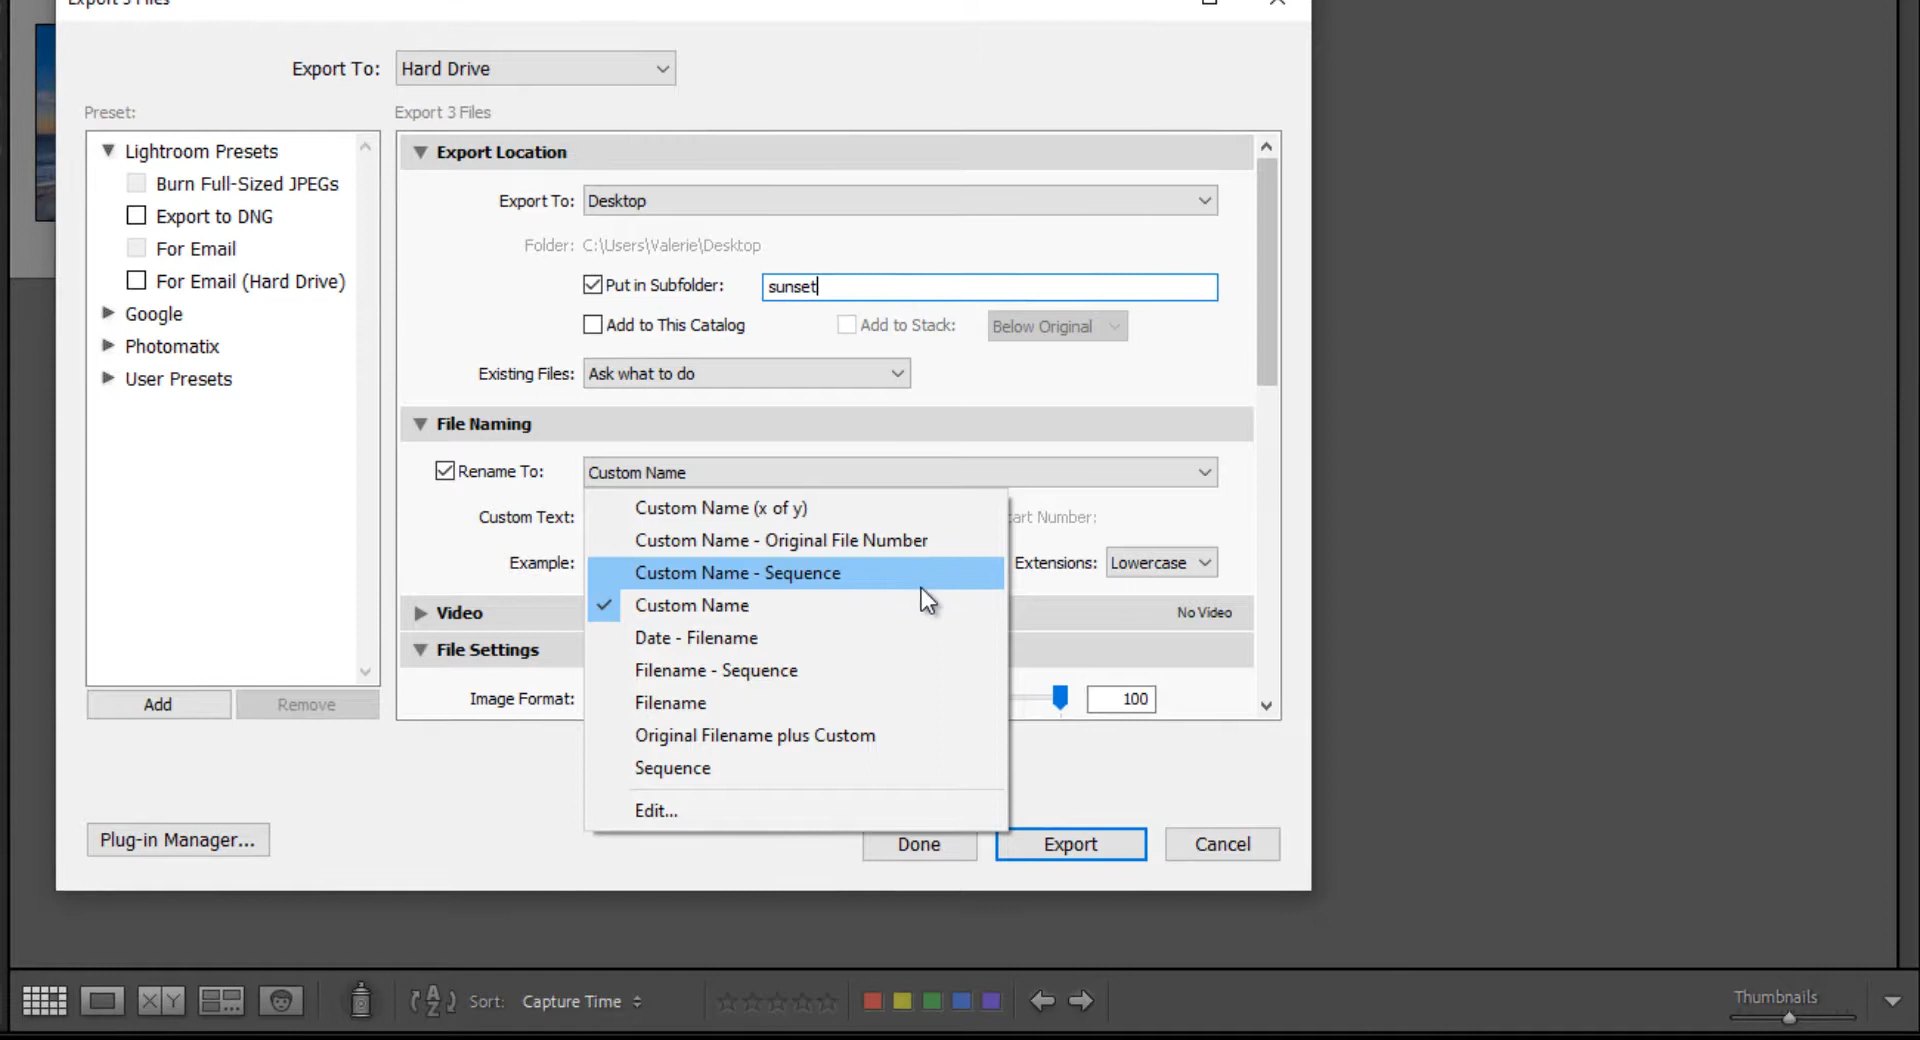 Export 3 Files
Export To: Hard Drive
Preset:
Export 3 Files
Lightroom Presets
Burn Full-Sized JPEGs
Export to DNG
For Email
For Email (Hard Drive)
Google
Photomatix
User Presets
Add Remove
Export Location
Export To: Desktop
Folder: C:\Users\Valerie\Desktop
Put in Subfolder: sunset
Add to This Catalog Add to Stack: Below Original
Existing Files: Ask what to do
File Naming
Rename To: Custom Name
Custom Text: art Number:
Example: Extensions: Lowercase
Video No Video
File Settings
Image Format: 100
Custom Name (x of y)
Custom Name - Original File Number
Custom Name - Sequence
Custom Name
Date - Filename
Filename - Sequence
Filename
Original Filename plus Custom
Sequence
Edit...
Plug-in Manager... Done Export Cancel
X Y A Z Sort: Capture Time Thumbnails